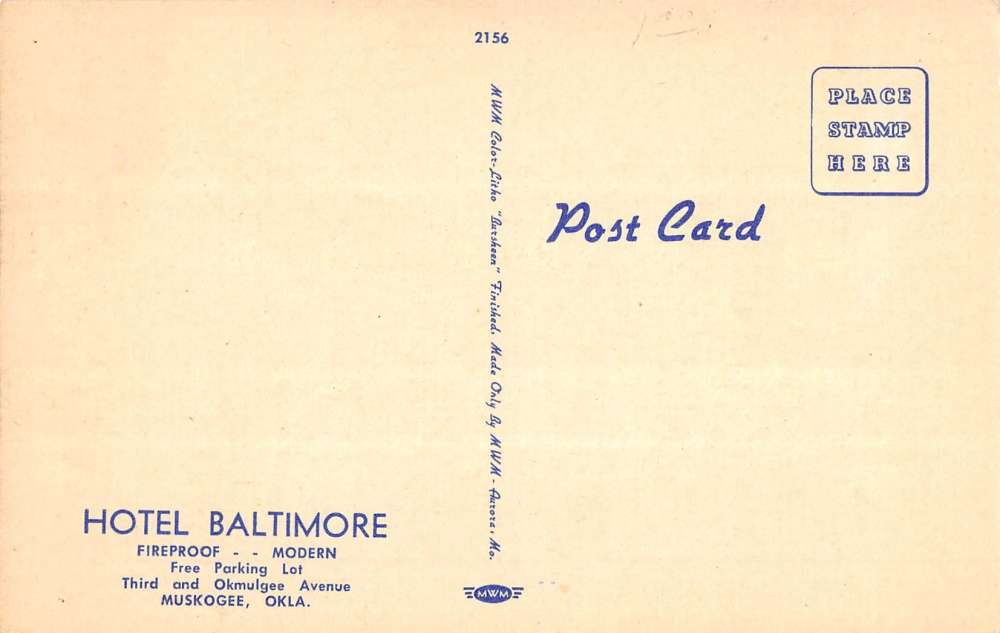 2156
PLACE
STAMP
HERE
Post Card
MWM Color-Litho "Larsheen" Finished. Made Only By MWM - Aurora, Mo.
HOTEL BALTIMORE
FIREPROOF - - MODERN
Free Parking Lot
Third and Okmulgee Avenue
MUSKOGEE, OKLA.
MWM